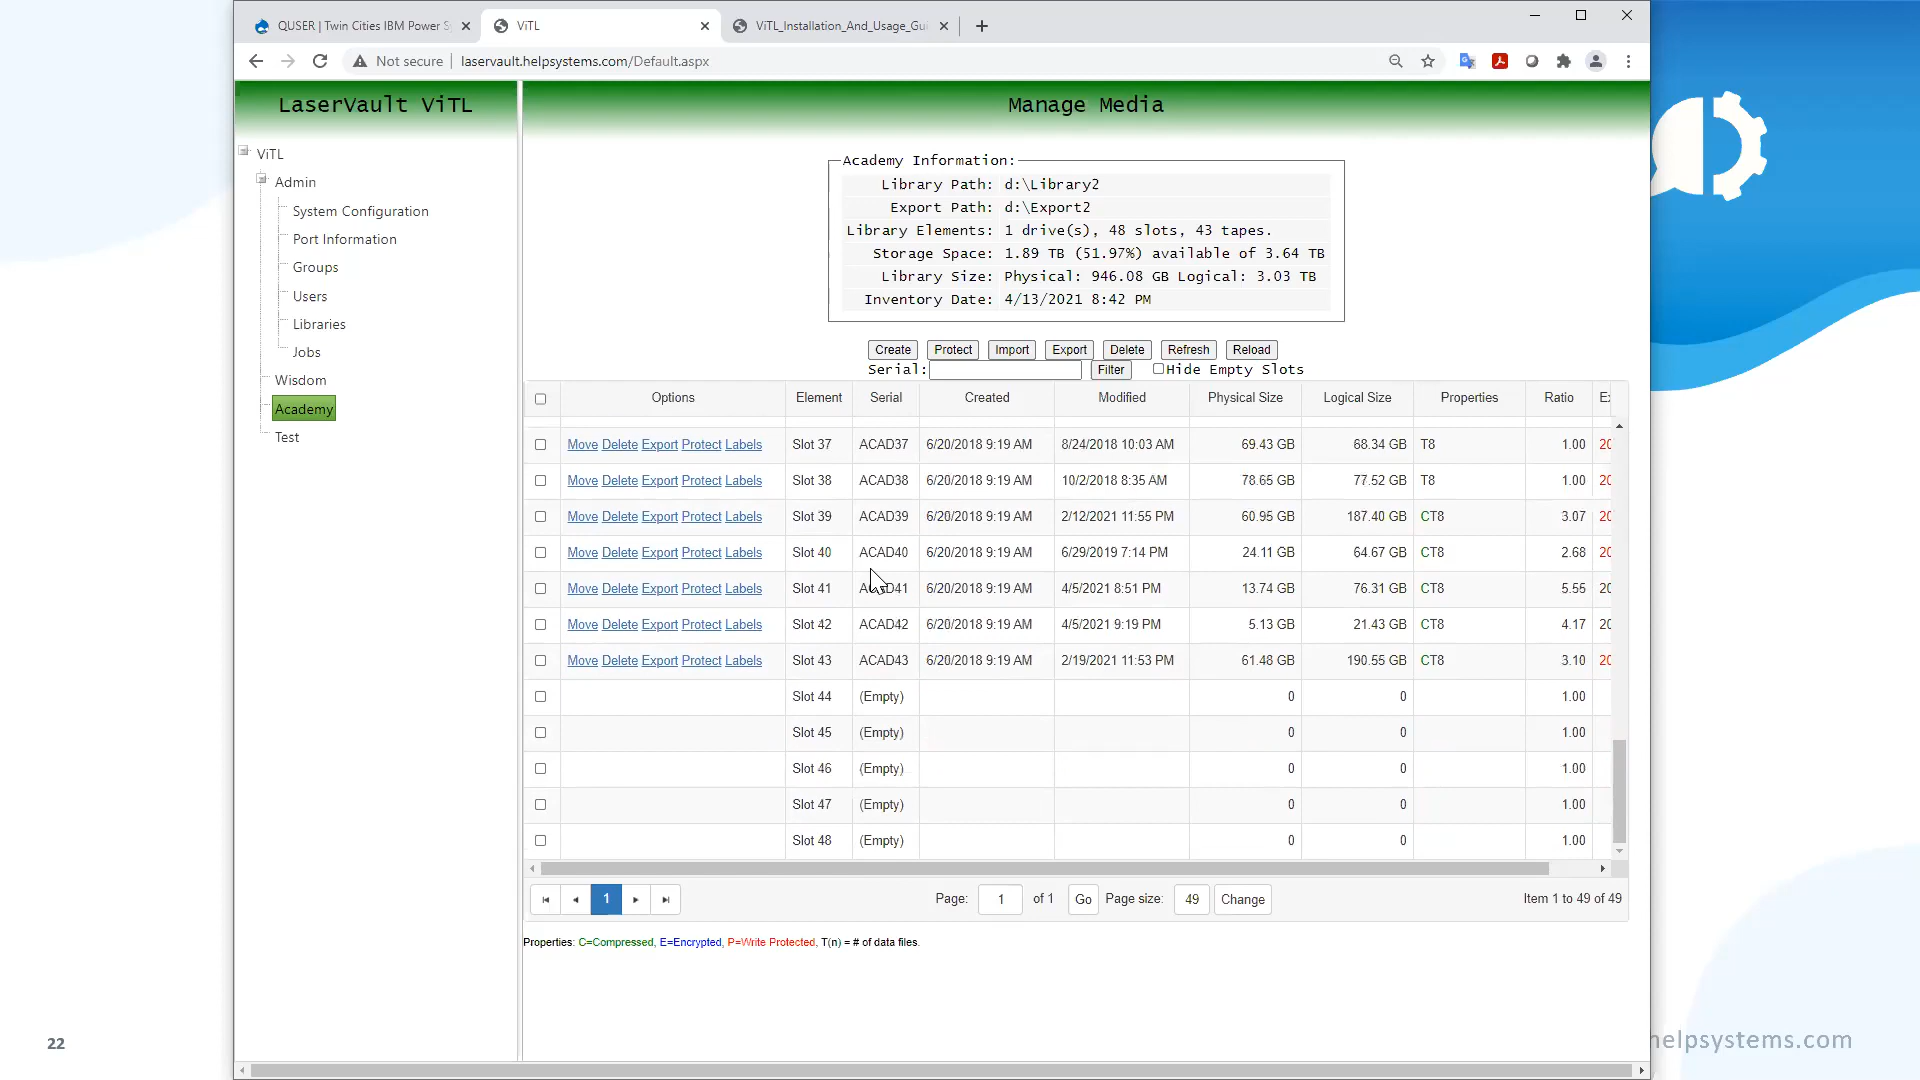 QUSER | Twin Cities IBM Power S
ViTL
ViTL_Installation_And_Usage_Gui
Not secure | laservault.helpsystems.com/Default.aspx
LaserVault ViTL
Manage Media
ViTL
Admin
System Configuration
Port Information
Groups
Users
Libraries
Jobs
Wisdom
Academy
Test
Academy Information:
Library Path: d:\Library2
Export Path: d:\Export2
Library Elements: 1 drive(s), 48 slots, 43 tapes.
Storage Space: 1.89 TB (51.97%) available of 3.64 TB
Library Size: Physical: 946.08 GB Logical: 3.03 TB
Inventory Date: 4/13/2021 8:42 PM
Create Protect Import Export Delete Refresh Reload
Serial: Filter Hide Empty Slots
Options Element Serial Created Modified Physical Size Logical Size Properties Ratio
Move Delete Export Protect Labels Slot 37 ACAD37 6/20/2018 9:19 AM 8/24/2018 10:03 AM 69.43 GB 68.34 GB T8 1.00 20
Move Delete Export Protect Labels Slot 38 ACAD38 6/20/2018 9:19 AM 10/2/2018 8:35 AM 78.65 GB 77.52 GB T8 1.00 20
Move Delete Export Protect Labels Slot 39 ACAD39 6/20/2018 9:19 AM 2/12/2021 11:55 PM 60.95 GB 187.40 GB CT8 3.07 20
Move Delete Export Protect Labels Slot 40 ACAD40 6/20/2018 9:19 AM 6/29/2019 7:14 PM 24.11 GB 64.67 GB CT8 2.68 20
Move Delete Export Protect Labels Slot 41 ACAD41 6/20/2018 9:19 AM 4/5/2021 8:51 PM 13.74 GB 76.31 GB CT8 5.55 20
Move Delete Export Protect Labels Slot 42 ACAD42 6/20/2018 9:19 AM 4/5/2021 9:19 PM 5.13 GB 21.43 GB CT8 4.17 20
Move Delete Export Protect Labels Slot 43 ACAD43 6/20/2018 9:19 AM 2/19/2021 11:53 PM 61.48 GB 190.55 GB CT8 3.10 20
Slot 44 (Empty) 0 0 1.00
Slot 45 (Empty) 0 0 1.00
Slot 46 (Empty) 0 0 1.00
Slot 47 (Empty) 0 0 1.00
Slot 48 (Empty) 0 0 1.00
1 Page: 1 of 1 Go Page size: 49 Change Item 1 to 49 of 49
Properties: C=Compressed, E=Encrypted, P=Write Protected, T(n) = # of data files.
22
helpsystems.com